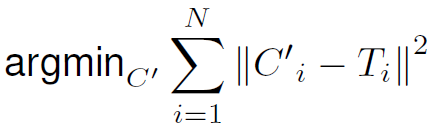 argmin_{C'} \sum_{i=1}^{N} \|C'_i - T_i\|^2